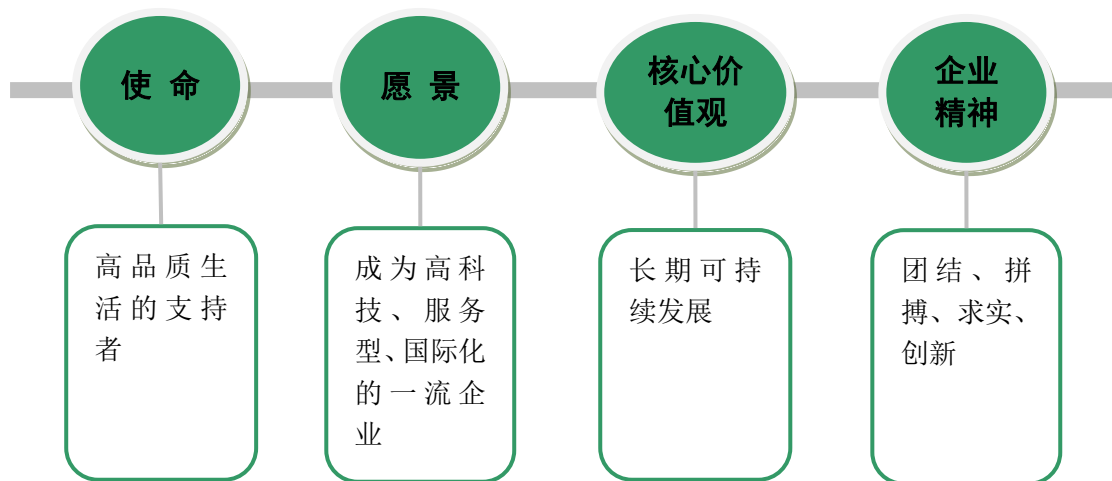 使 命
愿 景
核心价
值观
企业
精神
高品质生
活的支持
者
成为高科
技、服务
型、国际化
的一流企
业
长期可持
续发展
团结、拼
搏、求实、
创新